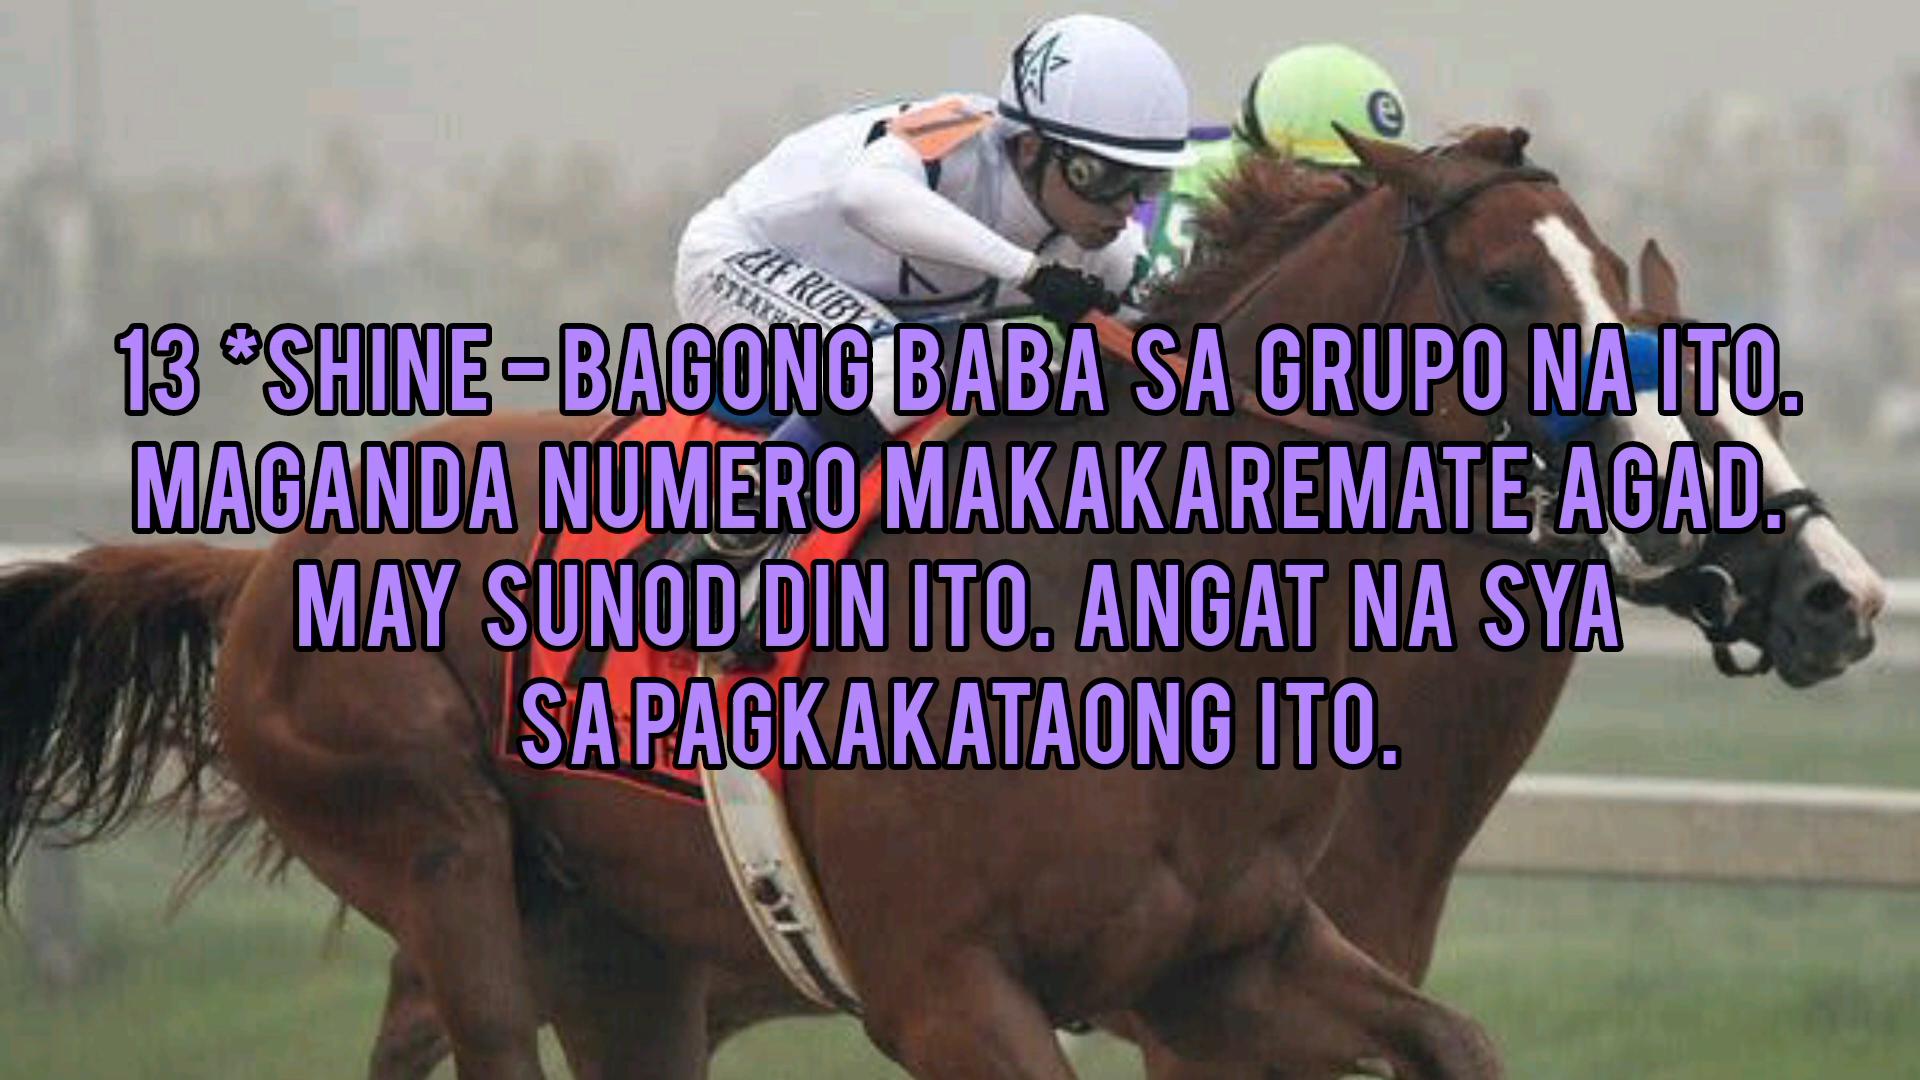 e
RUBY
13 *SHINE - BAGONG BABA SA GRUPO NA ITO.
MAGANDA NUMERO MAKAKAREMATE AGAD.
MAY SUNOD DIN ITO. ANGAT NA SYA
SA PAGKAKATAONG ITO.